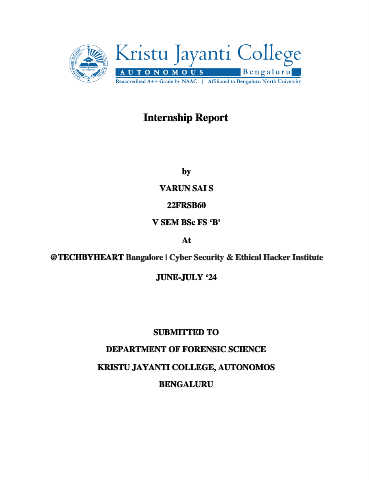 Kristu Jayanti College
AUTONOMOUS Bengaluru
Reaccredited A++ Grade by NAAC | Affiliated to Bengaluru North University
Internship Report
by
VARUN SAI S
22FRSB60
V SEM BSc FS ‘B’
At
@TECHBYHEART Bangalore | Cyber Security & Ethical Hacker Institute
JUNE-JULY ‘24
SUBMITTED TO
DEPARTMENT OF FORENSIC SCIENCE
KRISTU JAYANTI COLLEGE, AUTONOMOS
BENGALURU